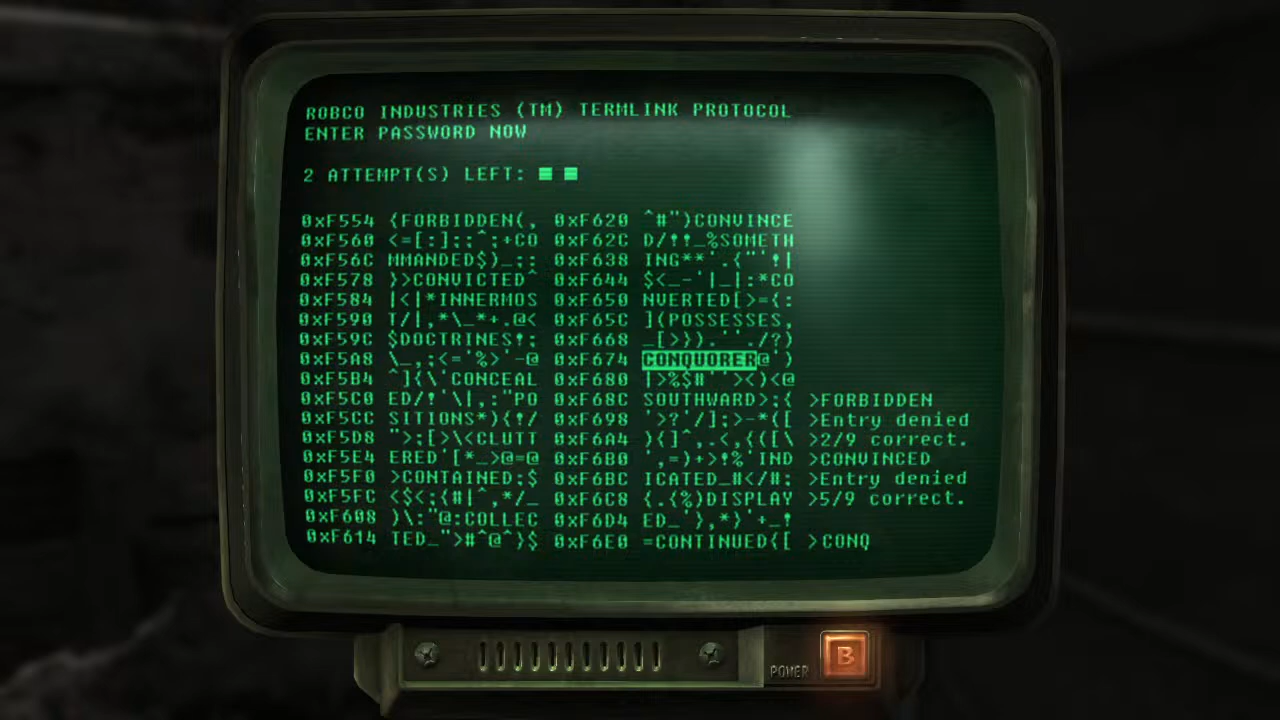 ROBCO INDUSTRIES (TM) TERMLINK PROTOCOL
ENTER PASSWORD NOW
2 ATTEMPT(S) LEFT: ■ ■
0xF554 {FORBIDDEN(, 0xF620 ^#")CONVINCE
0xF560 <=[:];;^;+CO 0xF62C D/!!_%SOMETH
0xF56C MMANDED$)_;: 0xF638 ING**'.{"'!|
0xF578 }>CONVICTED^ 0xF644 $<_-'|_|:*CO
0xF584 |<|*INNERMOS 0xF650 NVERTED[>={:
0xF590 T/|,*\_*+.@< 0xF65C ](POSSESSES,
0xF59C $DOCTRINES!; 0xF668 _[>}).''./?)
0xF5A8 \_,;<='%>'-@ 0xF674 CONQUORER@')
0xF5B4 ^]{\'CONCEAL 0xF680 |>%$#''><)<@
0xF5C0 ED/!'\|,:"PO 0xF68C SOUTHWARD>;{ >FORBIDDEN
0xF5CC SITIONS*){!/ 0xF698 '>?'/];>-*([ >Entry denied
0xF5D8 ">;[>\<CLUTT 0xF6A4 ){]^,.<,{([\ >2/9 correct.
0xF5E4 ERED'[*_>@=@ 0xF6B0 ',=)+>!%'IND >CONVINCED
0xF5F0 >CONTAINED;$ 0xF6BC ICATED_#</#; >Entry denied
0xF5FC <$<;{#|^,*/_ 0xF6C8 {.{%)DISPLAY >5/9 correct.
0xF608 )\:"@:COLLEC 0xF6D4 ED_'},*}'+_!
0xF614 TED_">#^@^}$ 0xF6E0 =CONTINUED{[ >CONQ
POWER
B